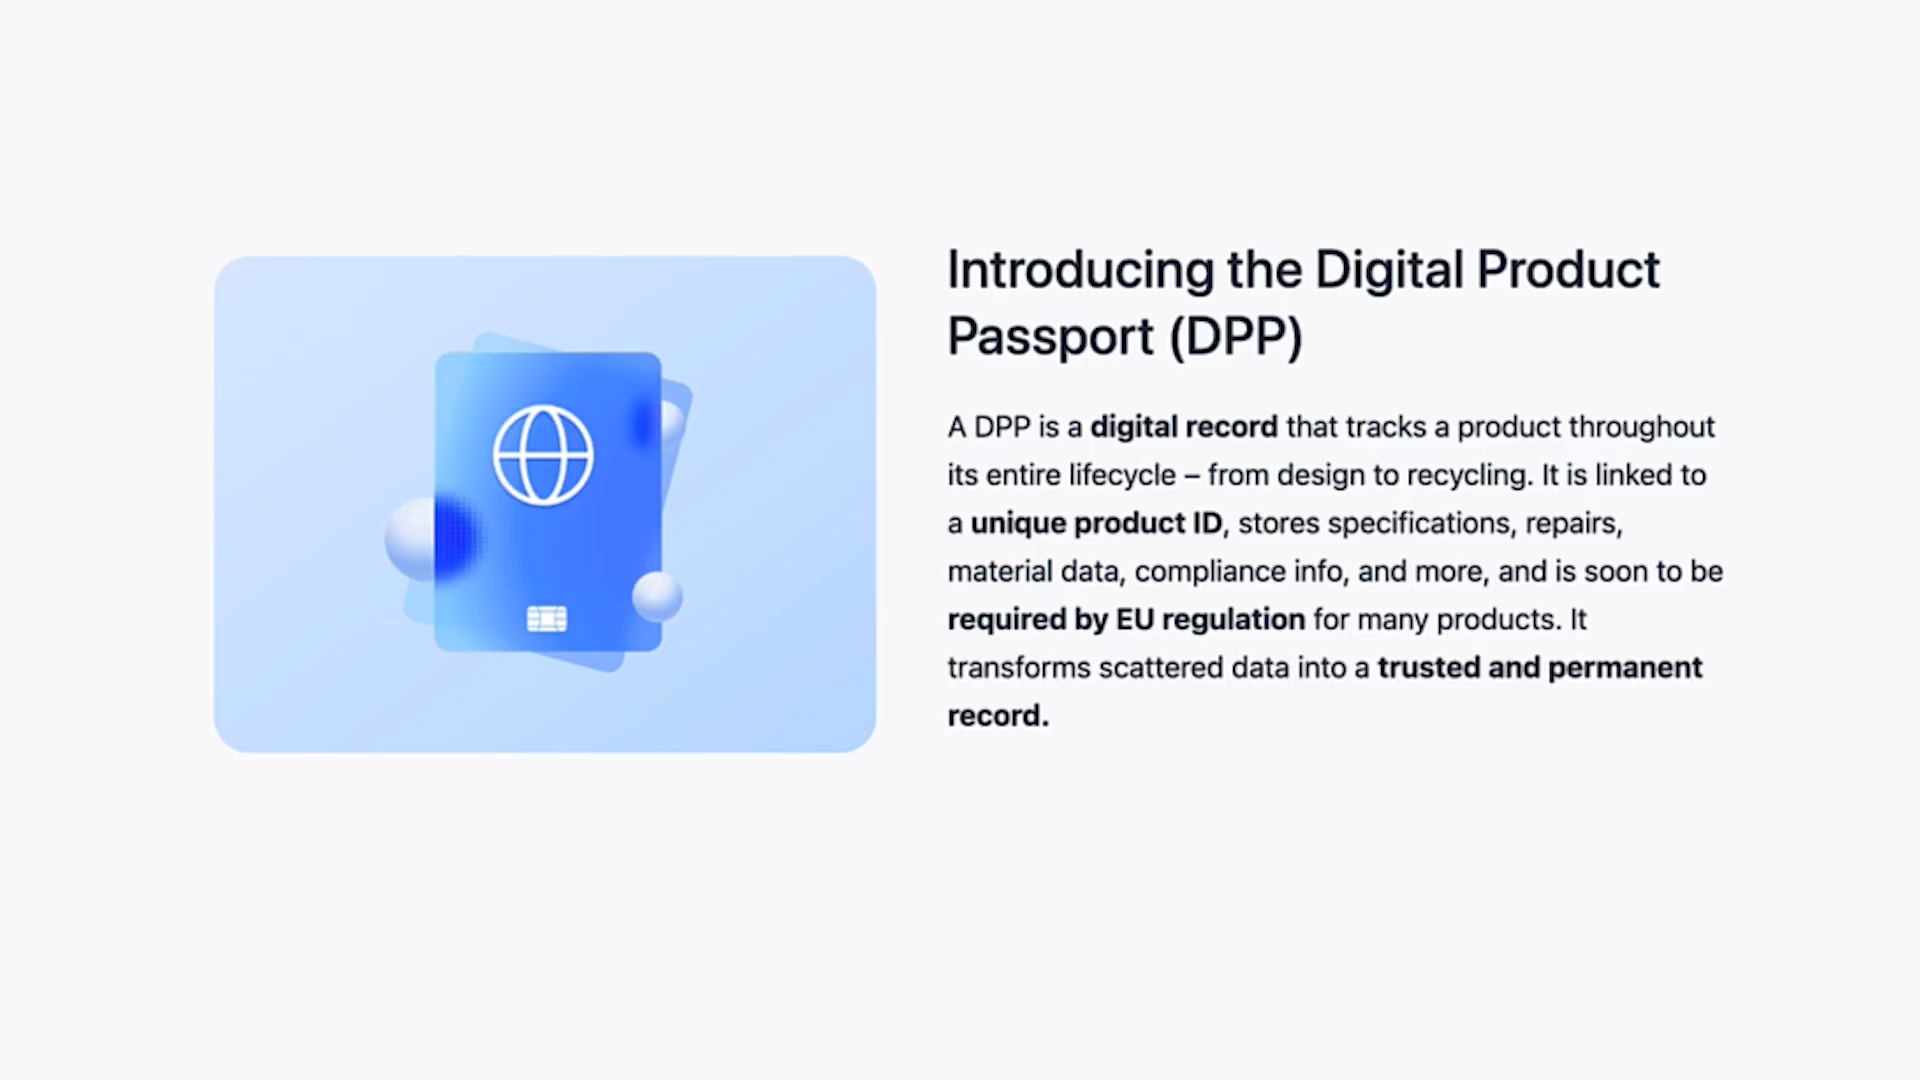 Introducing the Digital Product
Passport (DPP)
A DPP is a digital record that tracks a product throughout
its entire lifecycle – from design to recycling. It is linked to
a unique product ID, stores specifications, repairs,
material data, compliance info, and more, and is soon to be
required by EU regulation for many products. It
transforms scattered data into a trusted and permanent
record.